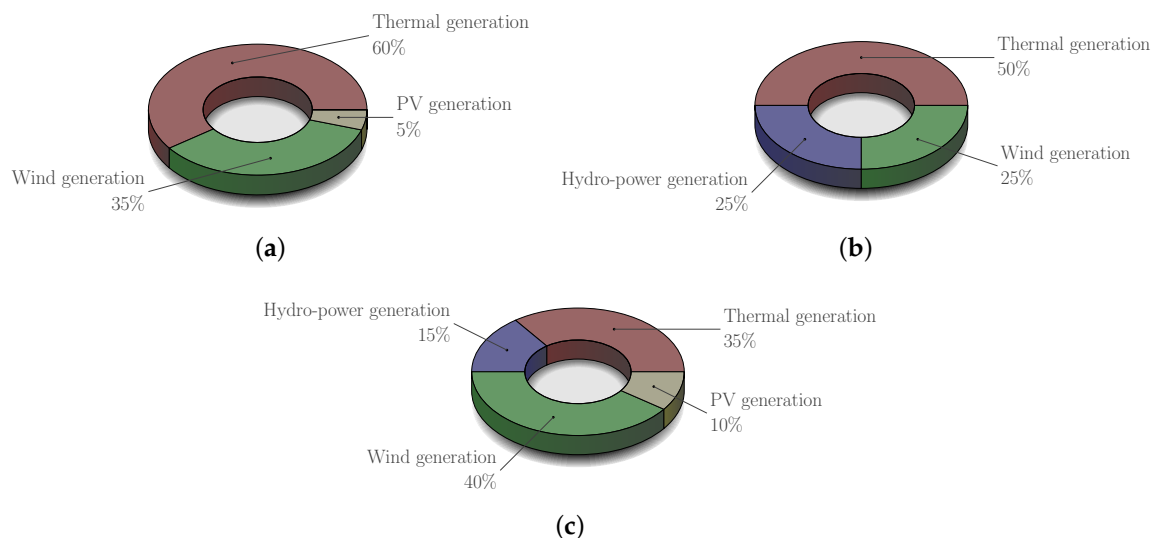 Thermal generation
60%
PV generation
5%
Wind generation
35%
(a)
Thermal generation
50%
Wind generation
25%
Hydro-power generation
25%
(b)
Hydro-power generation
15%
Thermal generation
35%
PV generation
10%
Wind generation
40%
(c)